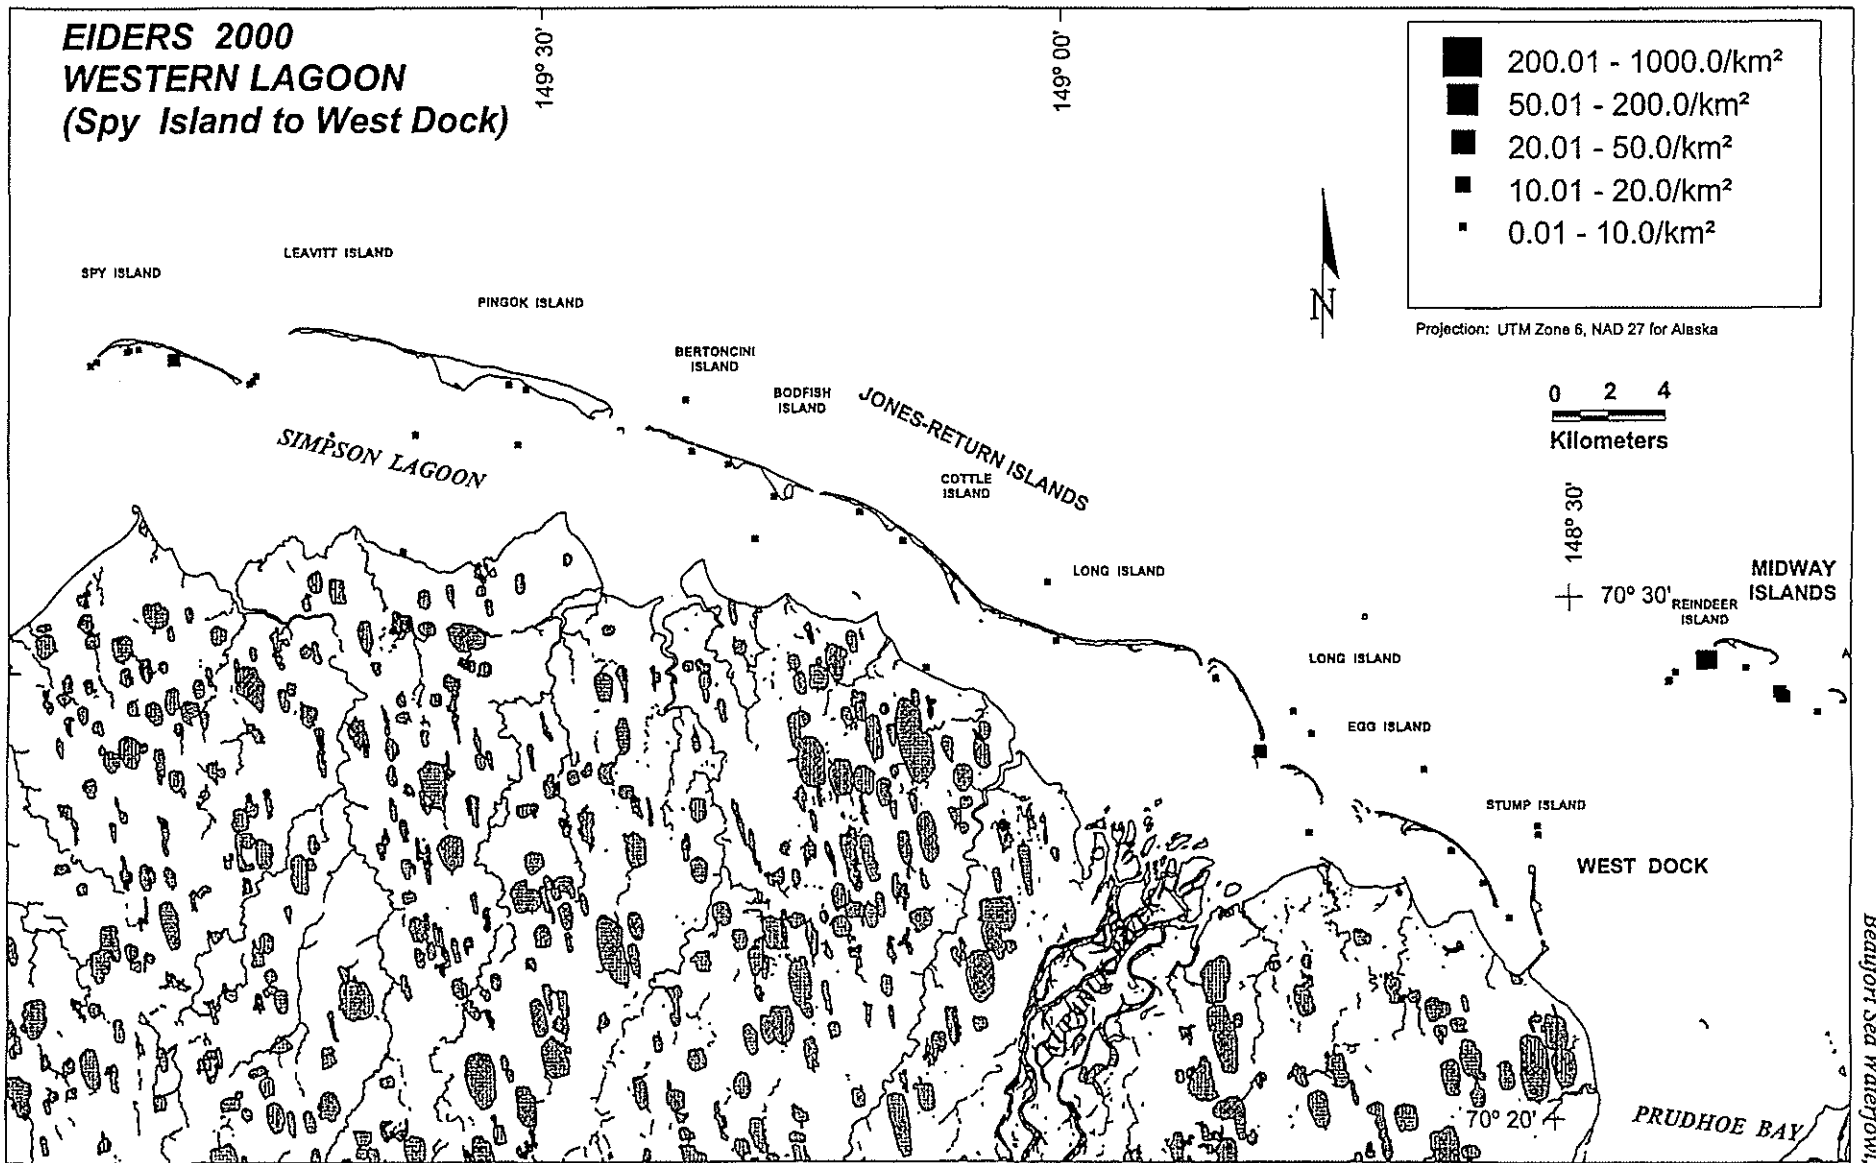 EIDERS 2000
WESTERN LAGOON
(Spy Island to West Dock)
149° 30'
149° 00'
200.01 - 1000.0/km²
50.01 - 200.0/km²
20.01 - 50.0/km²
10.01 - 20.0/km²
0.01 - 10.0/km²
Projection: UTM Zone 6, NAD 27 for Alaska
N
0 2 4
Kilometers
SPY ISLAND
LEAVITT ISLAND
PINGOK ISLAND
BERTONCINI
ISLAND
BODFISH
ISLAND
JONES-RETURN ISLANDS
SIMPSON LAGOON
COTTLE
ISLAND
148° 30'
LONG ISLAND
70° 30'
MIDWAY
ISLANDS
REINDEER
ISLAND
LONG ISLAND
EGG ISLAND
STUMP ISLAND
WEST DOCK
70° 20'
PRUDHOE BAY
Beaufort Sea Waterfowl